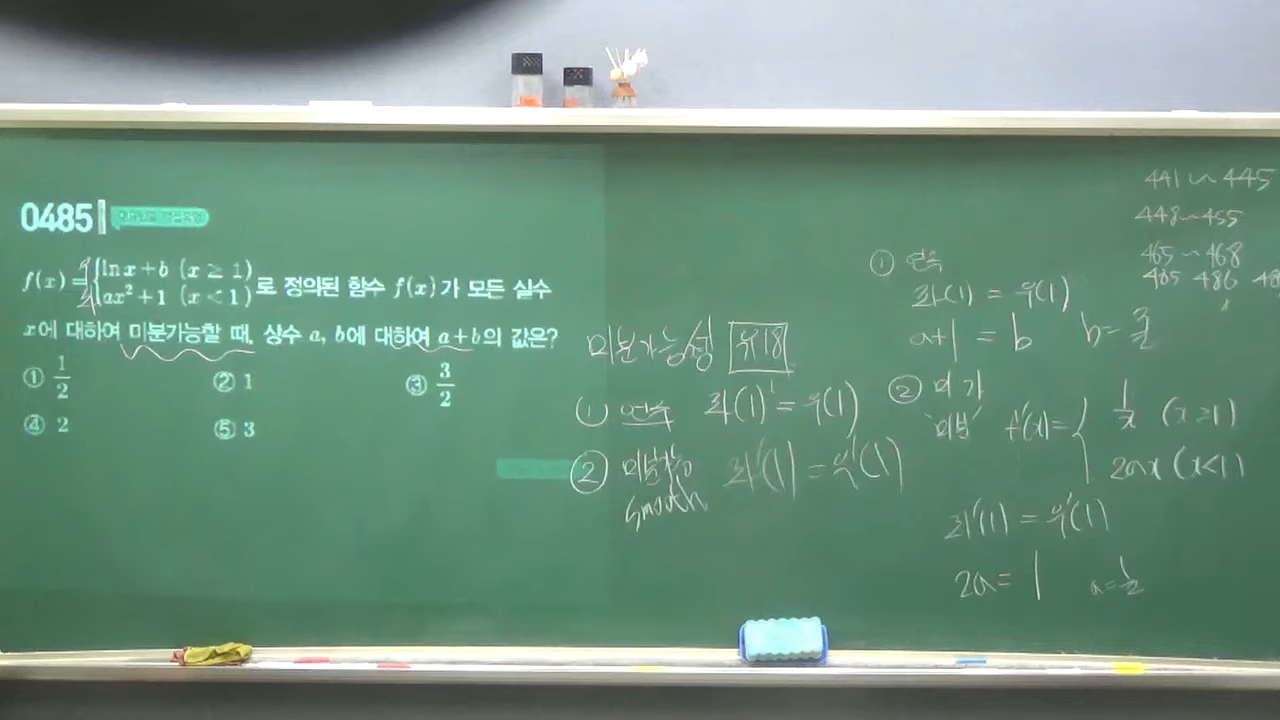 0485
f(x)= { ln x+b (x ≥ 1)
ax²+1 (x < 1) 로 정의된 함수 f(x)가 모든 실수
x에 대하여 미분가능할 때, 상수 a, b에 대하여 a+b의 값은?
① 1/2 ② 1 ③ 3/2
④ 2 ⑤ 3
미분가능성 유18
① 연속 좌(1) = 우(1)
② 미분가능 좌'(1) = 우'(1)
smooth
① 연속
좌(1) = 우(1)
a+1 = b b = 3/2
② 미가
'미분' f'(x) = { 1/x (x>1)
2ax (x<1)
좌'(1) = 우'(1)
2a = 1 a = 1/2
441 ~ 445
448 ~ 455
465 ~ 468
485 486